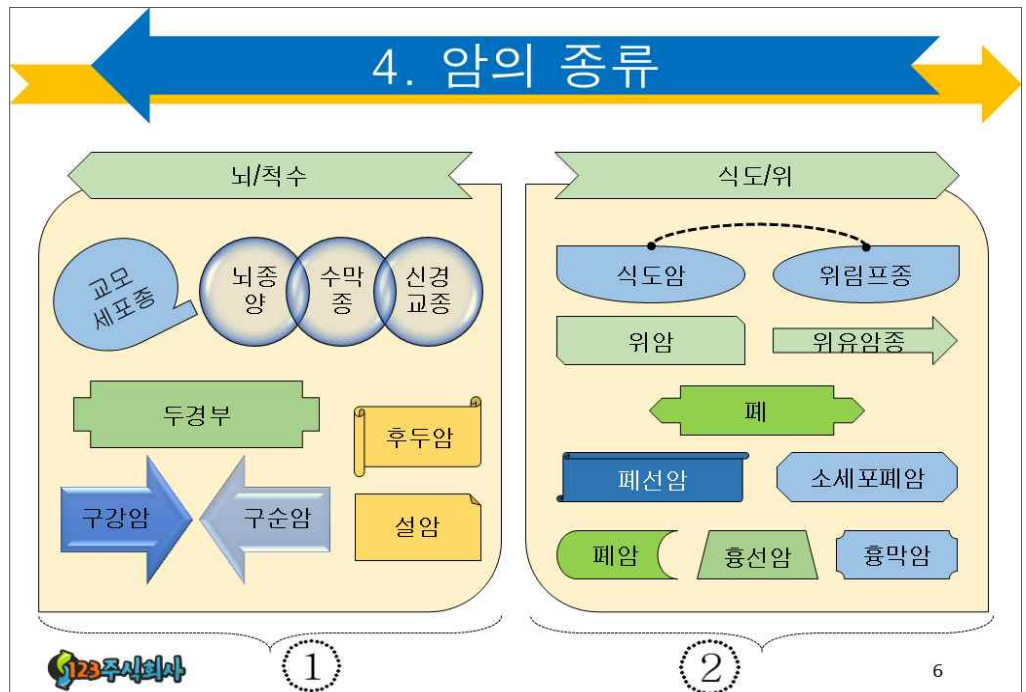 4. 암의 종류
뇌/척수
교모
세포종
뇌종
양
수막
종
신경
교종
두경부
후두암
구강암
구순암
설암
1
식도/위
식도암
위림프종
위암
위유암종
폐
폐선암
소세포폐암
폐암
흉선암
흉막암
2
123주식회사
6